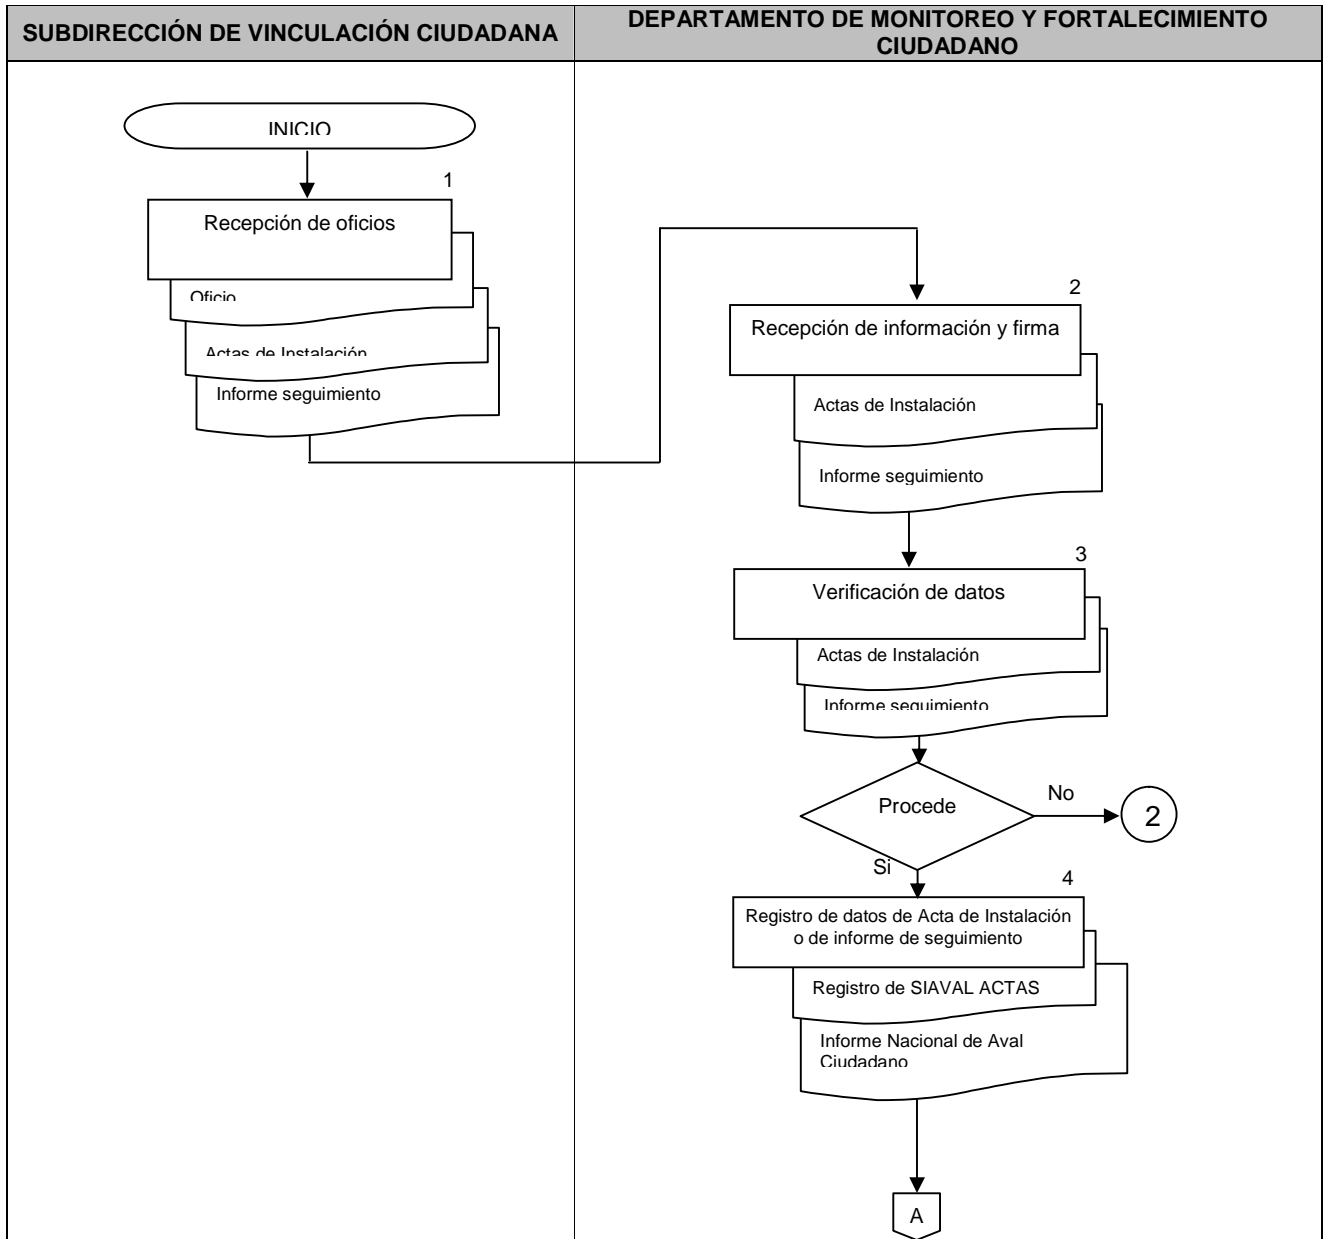 SUBDIRECCIÓN DE VINCULACIÓN CIUDADANA
DEPARTAMENTO DE MONITOREO Y FORTALECIMIENTO
CIUDADANO
INICIO
1
Recepción de oficios
Oficio
Actas de Instalación
Informe seguimiento
2
Recepción de información y firma
Actas de Instalación
Informe seguimiento
3
Verificación de datos
Actas de Instalación
Informe seguimiento
Procede
No
2
Si
4
Registro de datos de Acta de Instalación
o de informe de seguimiento
Registro de SIAVAL ACTAS
Informe Nacional de Aval
Ciudadano
A